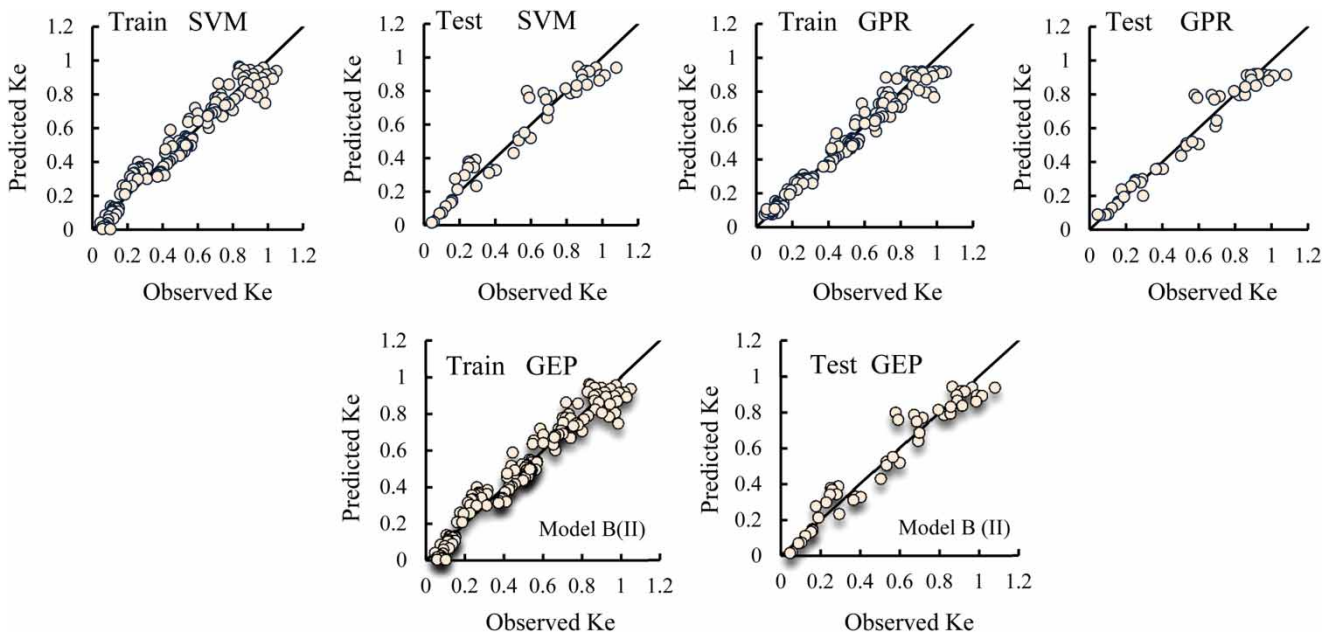 Train SVM
Predicted Ke
1.2
1
0.8
0.6
0.4
0.2
0
0 0.2 0.4 0.6 0.8 1 1.2
Observed Ke
Test SVM
Predicted Ke
1.2
1
0.8
0.6
0.4
0.2
0
0 0.2 0.4 0.6 0.8 1 1.2
Observed Ke
Train GPR
Predicted Ke
1.2
1
0.8
0.6
0.4
0.2
0
0 0.2 0.4 0.6 0.8 1 1.2
Observed Ke
Test GPR
Predicted Ke
1.2
1
0.8
0.6
0.4
0.2
0
0 0.2 0.4 0.6 0.8 1 1.2
Observed Ke
Train GEP
Predicted Ke
1.2
1
0.8
0.6
0.4
0.2
0
Model B(II)
0 0.2 0.4 0.6 0.8 1 1.2
Observed Ke
Test GEP
Predicted Ke
1.2
1
0.8
0.6
0.4
0.2
0
Model B (II)
0 0.2 0.4 0.6 0.8 1 1.2
Observed Ke